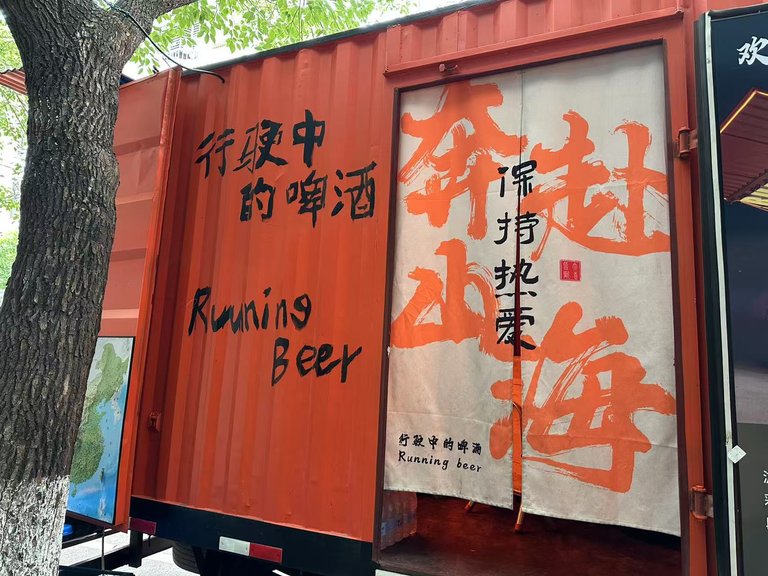 行驶中
的啤酒
Running
Beer
奔赴
山海
保持热爱
行驶中的啤酒
Running beer
欢